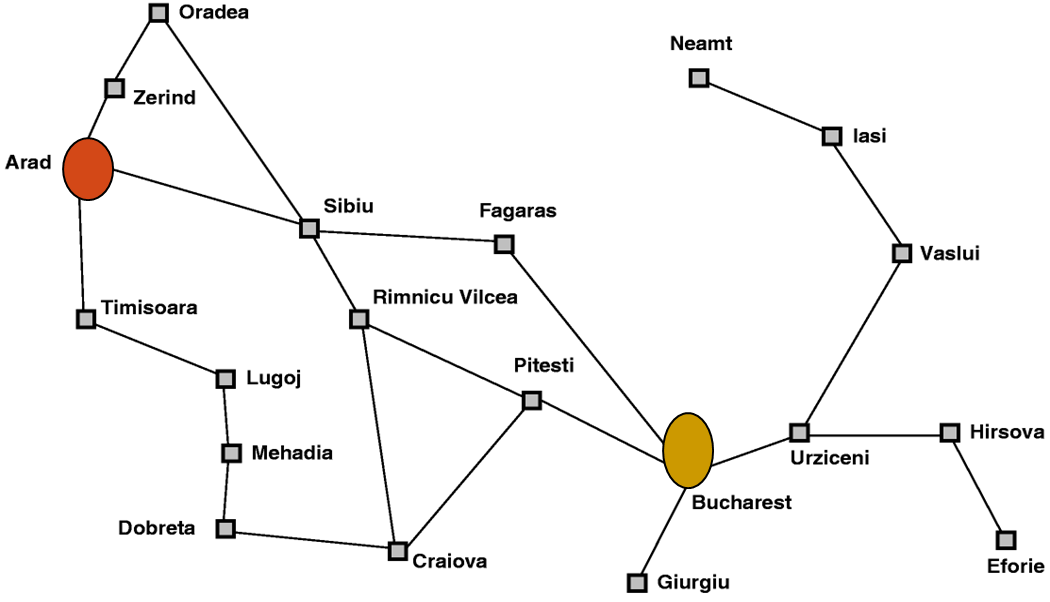 Oradea
Neamt
Zerind
Iasi
Arad
Sibiu
Fagaras
Vaslui
Rimnicu Vilcea
Timisoara
Pitesti
Lugoj
Hirsova
Mehadia
Urziceni
Bucharest
Dobreta
Craiova
Eforie
Giurgiu